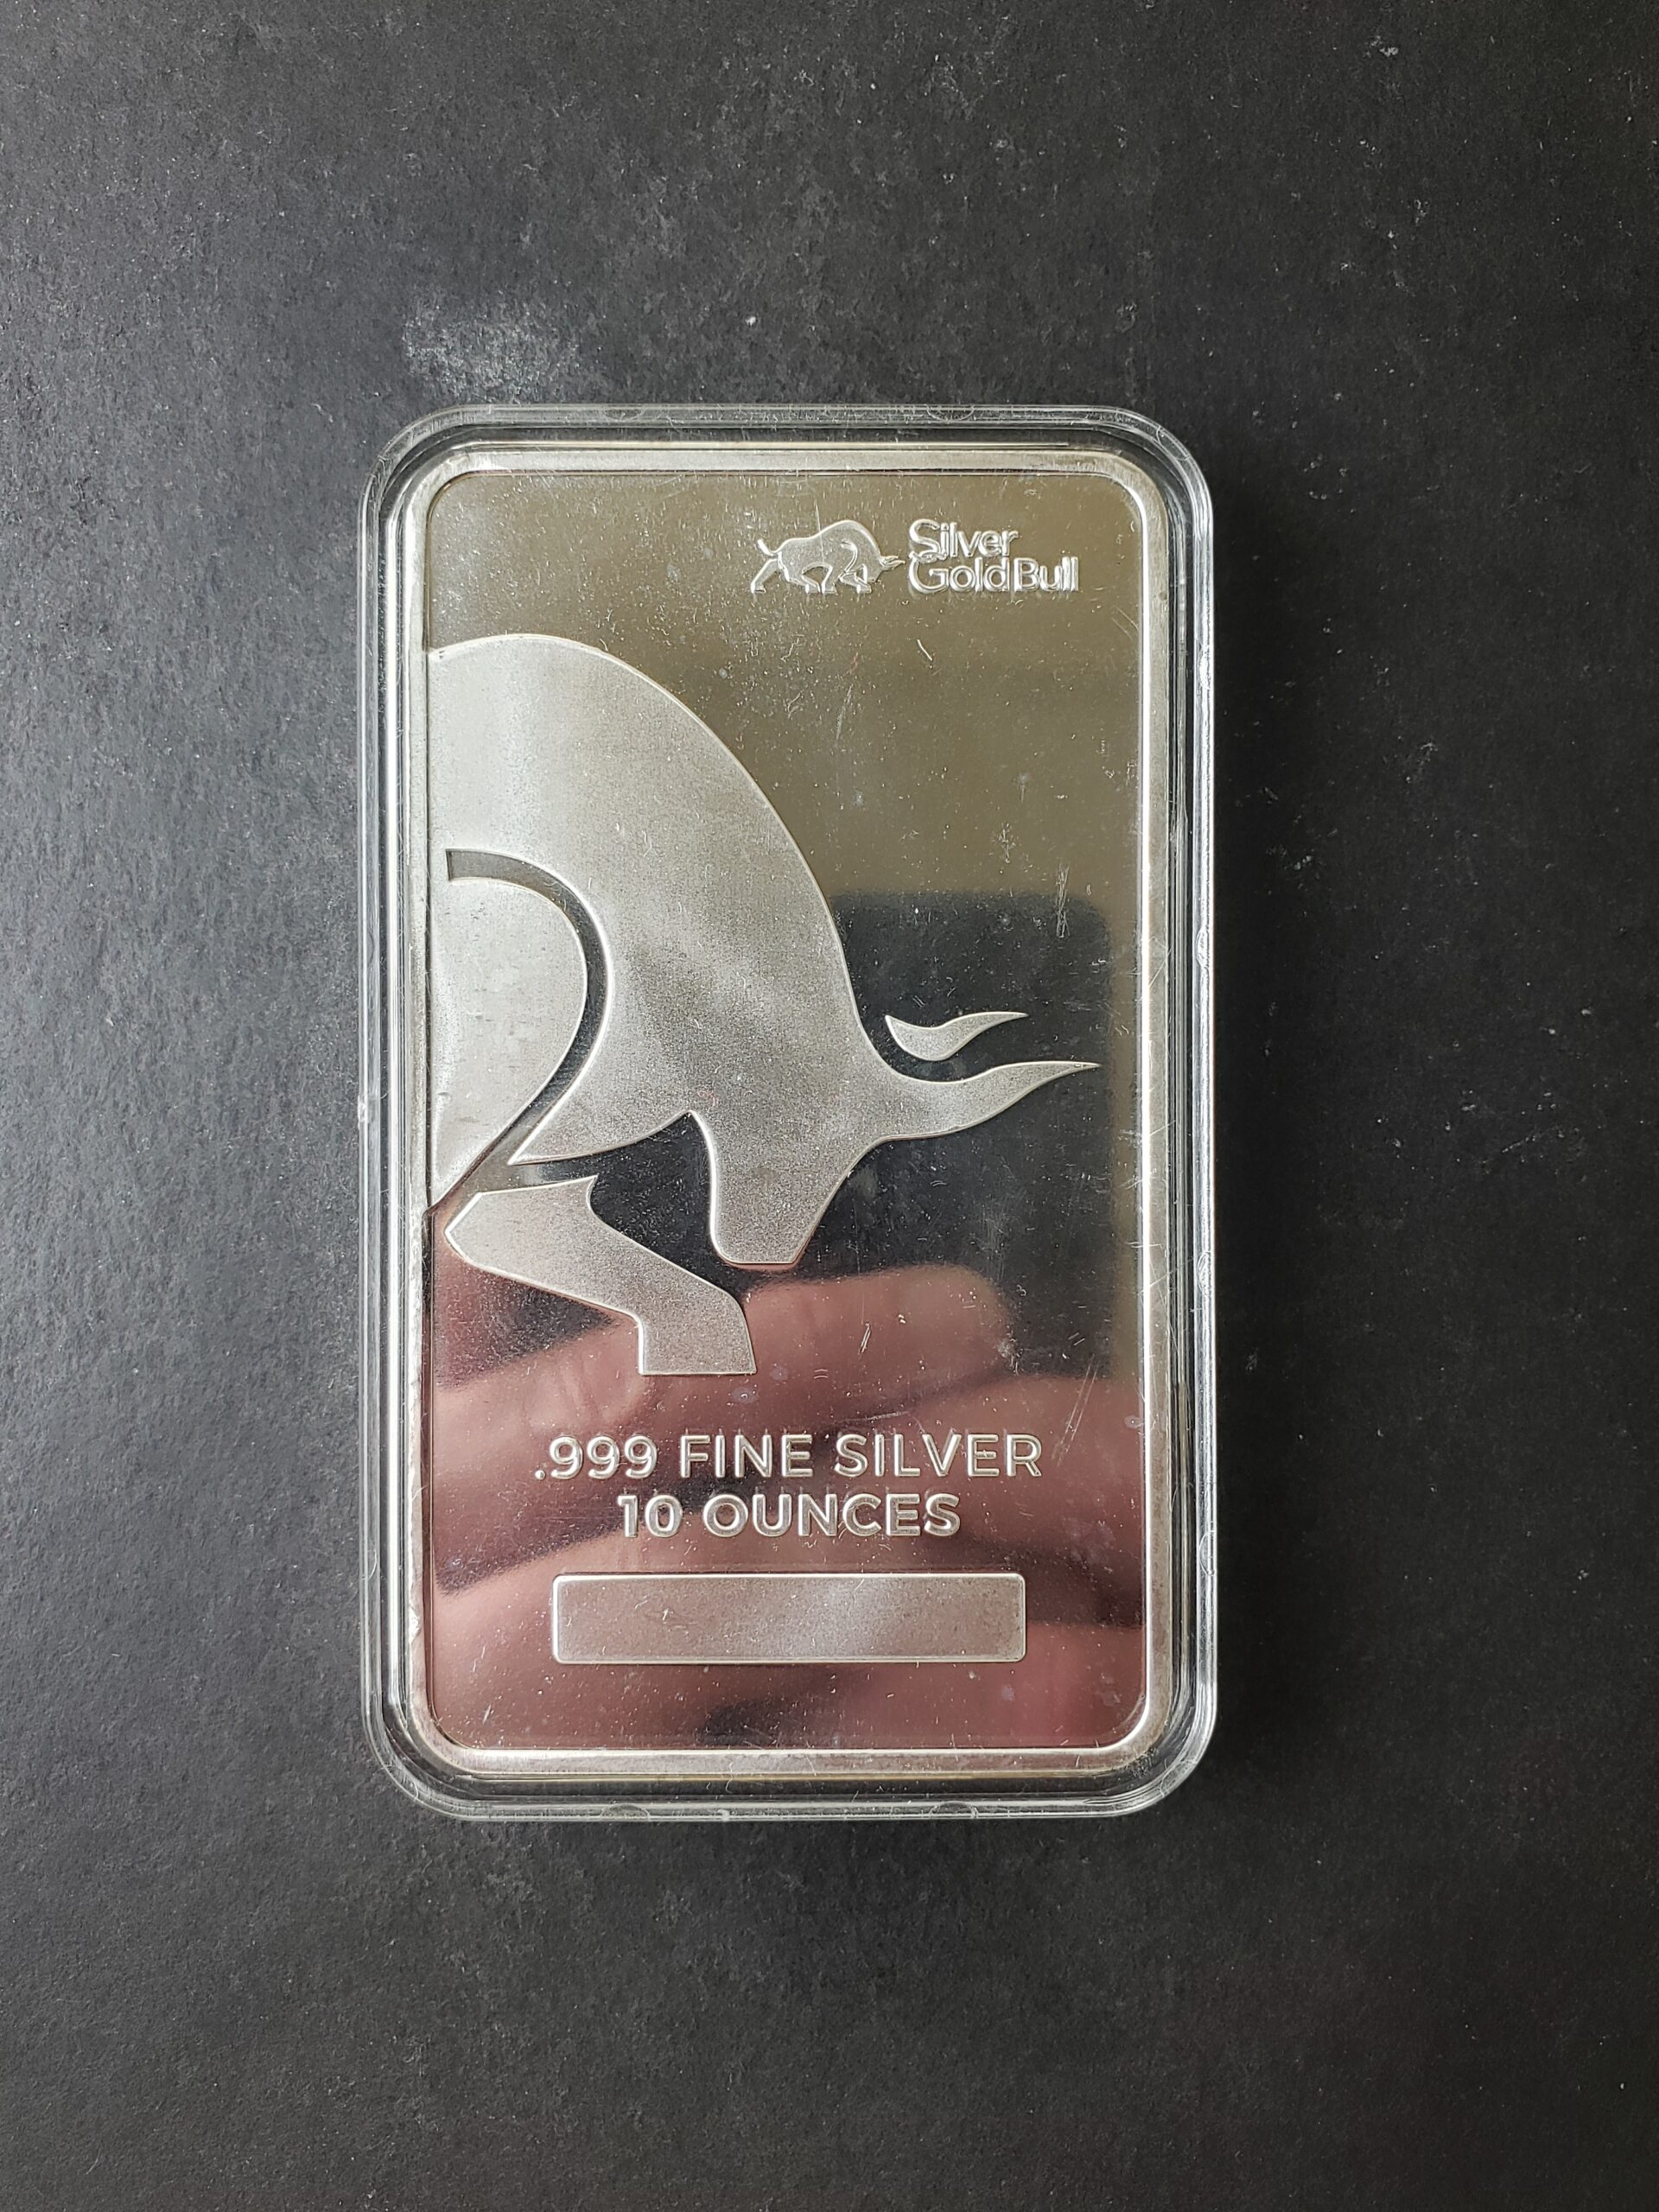 Silver
Gold Bull
.999 FINE SILVER
10 OUNCES